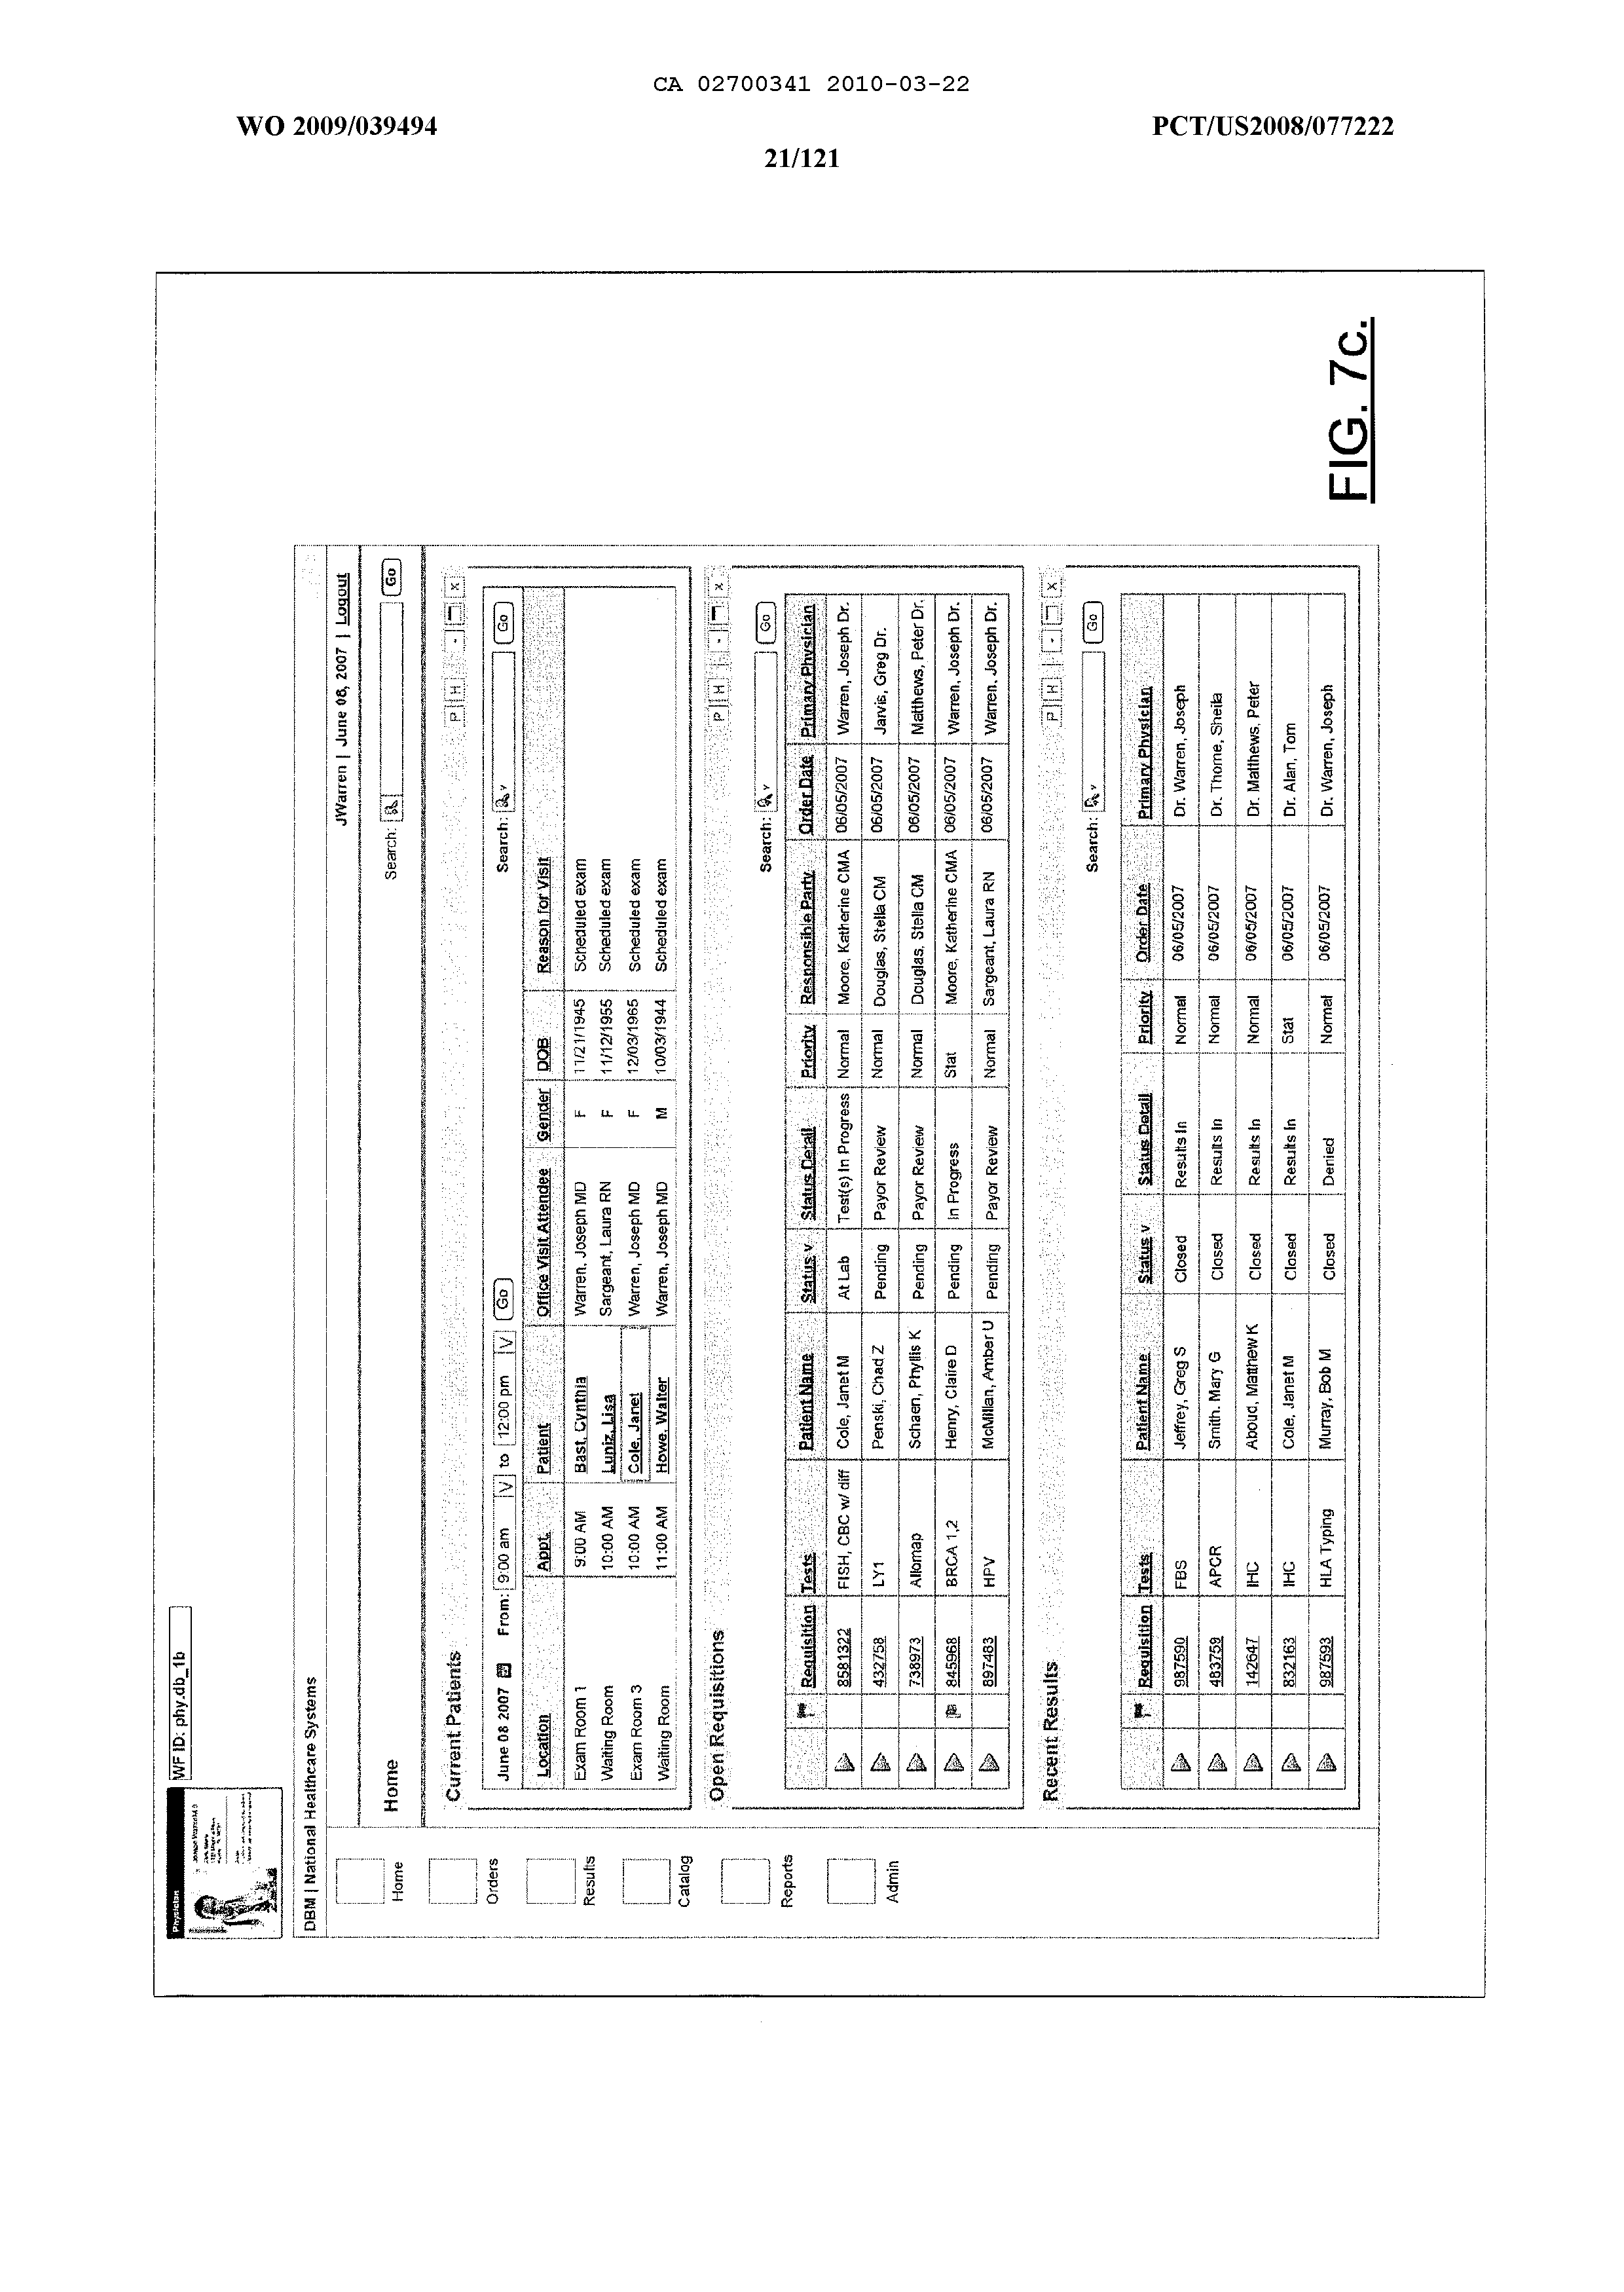 CA 02700341 2010-03-22
WO 2009/039494 PCT/US2008/077222
21/121
Physician
WF ID: phy.db_1b
DBM | National Healthcare Systems
JWarren | June 08, 2007 | Logout
Home Search: Go
Home
Orders
Results
Catalog
Reports
Admin
Current Patients P H - x
June 08 2007 From: 9:00 am V to 12:00 pm V Go Search: v Go
Location Appt. Patient Office Visit Attendee Gender DOB Reason for Visit
Exam Room 1 9:00 AM Bast, Cynthia Warren, Joseph MD F 11/21/1945 Scheduled exam
Waiting Room 10:00 AM Luniz, Lisa Sargeant, Laura RN F 11/12/1955 Scheduled exam
Exam Room 3 10:00 AM Cole, Janet Warren, Joseph MD F 12/03/1965 Scheduled exam
Waiting Room 11:00 AM Howe, Walter Warren, Joseph MD M 10/03/1944 Scheduled exam
Open Requisitions P H - x
Search: v Go
Requisition Tests Patient Name Status v Status Detail Priority Responsible Party Order Date Primary Physician
8581322 FISH, CBC w/ diff Cole, Janet M At Lab Test(s) In Progress Normal Moore, Katherine CMA 06/05/2007 Warren, Joseph Dr.
432758 LY1 Penski, Chad Z Pending Payor Review Normal Douglas, Stella CM 06/05/2007 Jarvis, Greg Dr.
738973 Allomap Schaen, Phyllis K Pending Payor Review Normal Douglas, Stella CM 06/05/2007 Matthews, Peter Dr.
845968 BRCA 1,2 Henry, Claire D Pending In Progress Stat Moore, Katherine CMA 06/05/2007 Warren, Joseph Dr.
897483 HPV McMillan, Amber U Pending Payor Review Normal Sargeant, Laura RN 06/05/2007 Warren, Joseph Dr.
Recent Results P H - x
Search: v Go
Requisition Tests Patient Name Status v Status Detail Priority Order Date Primary Physician
987590 FBS Jeffrey, Greg S Closed Results In Normal 06/05/2007 Dr. Warren, Joseph
483759 APCR Smith, Mary G Closed Results In Normal 06/05/2007 Dr. Thorne, Sheila
142647 IHC Aboud, Matthew K Closed Results In Normal 06/05/2007 Dr. Matthews, Peter
832163 IHC Cole, Janet M Closed Results In Stat 06/05/2007 Dr. Alan, Tom
987593 HLA Typing Murray, Bob M Closed Denied Normal 06/05/2007 Dr. Warren, Joseph
FIG. 7c.